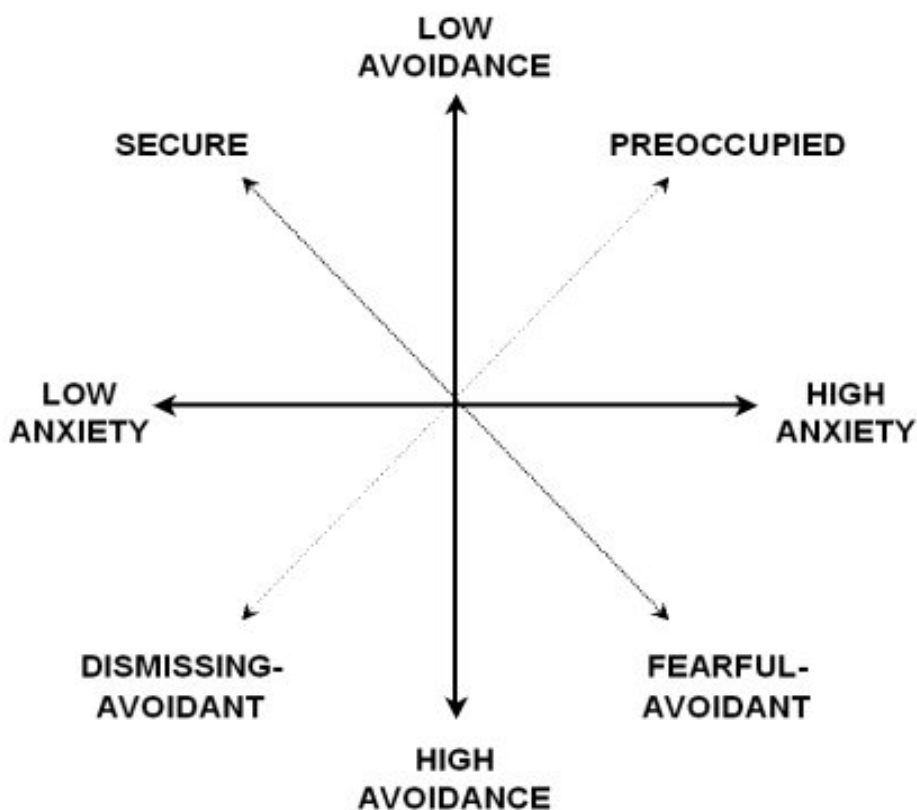 LOW
AVOIDANCE
SECURE
PREOCCUPIED
LOW
ANXIETY
HIGH
ANXIETY
DISMISSING-
AVOIDANT
FEARFUL-
AVOIDANT
HIGH
AVOIDANCE